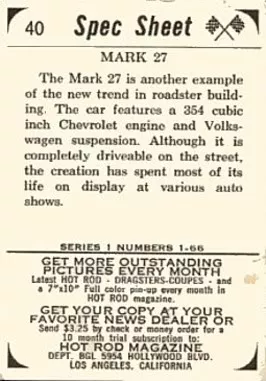 40 Spec Sheet
MARK 27
The Mark 27 is another example
of the new trend in roadster build-
ing. The car features a 354 cubic
inch Chevrolet engine and Volks-
wagen suspension. Although it is
completely driveable on the street,
the creation has spent most of its
life on display at various auto
shows.
SERIES 1 NUMBERS 1-66
GET MORE OUTSTANDING
PICTURES EVERY MONTH
Latest HOT ROD - DRAGSTERS-COUPES - and
a 7"x10" Full color pin-up every month in
HOT ROD magazine.
GET YOUR COPY AT YOUR
FAVORITE NEWS DEALER OR
Send $3.25 by check or money order for a
10 month trial subscription to:
HOT ROD MAGAZINE
DEPT. BGL 5954 HOLLYWOOD BLVD.
LOS ANGELES, CALIFORNIA